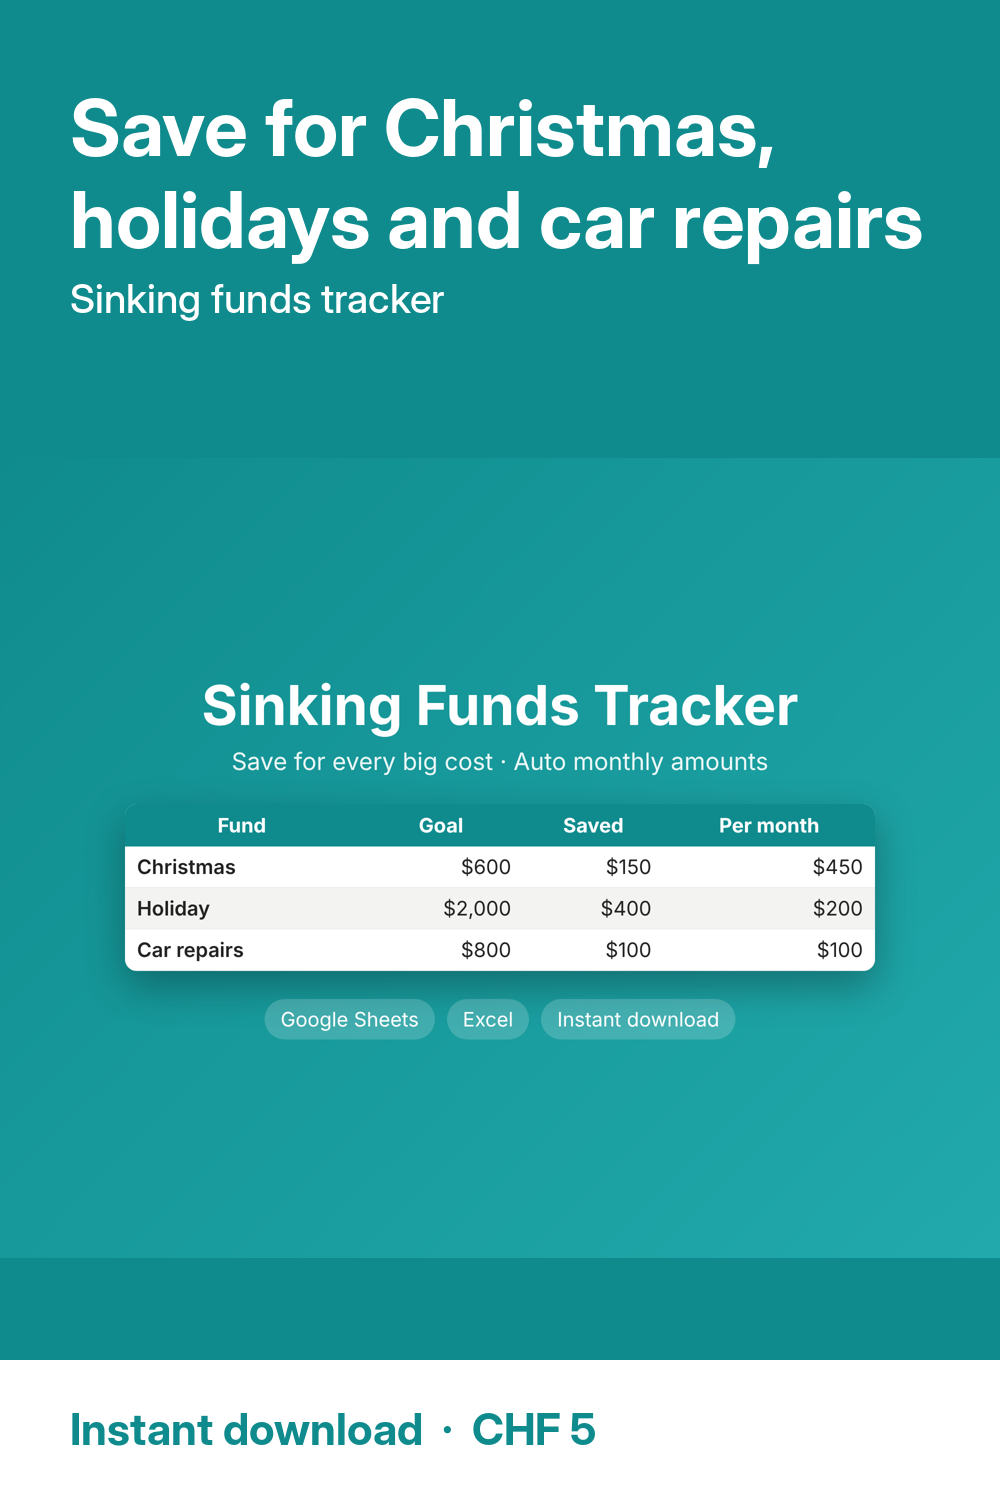 Save for Christmas,
holidays and car repairs
Sinking funds tracker
Sinking Funds Tracker
Save for every big cost · Auto monthly amounts
Fund Goal Saved Per month
Christmas $600 $150 $450
Holiday $2,000 $400 $200
Car repairs $800 $100 $100
Google Sheets Excel Instant download
Instant download · CHF 5